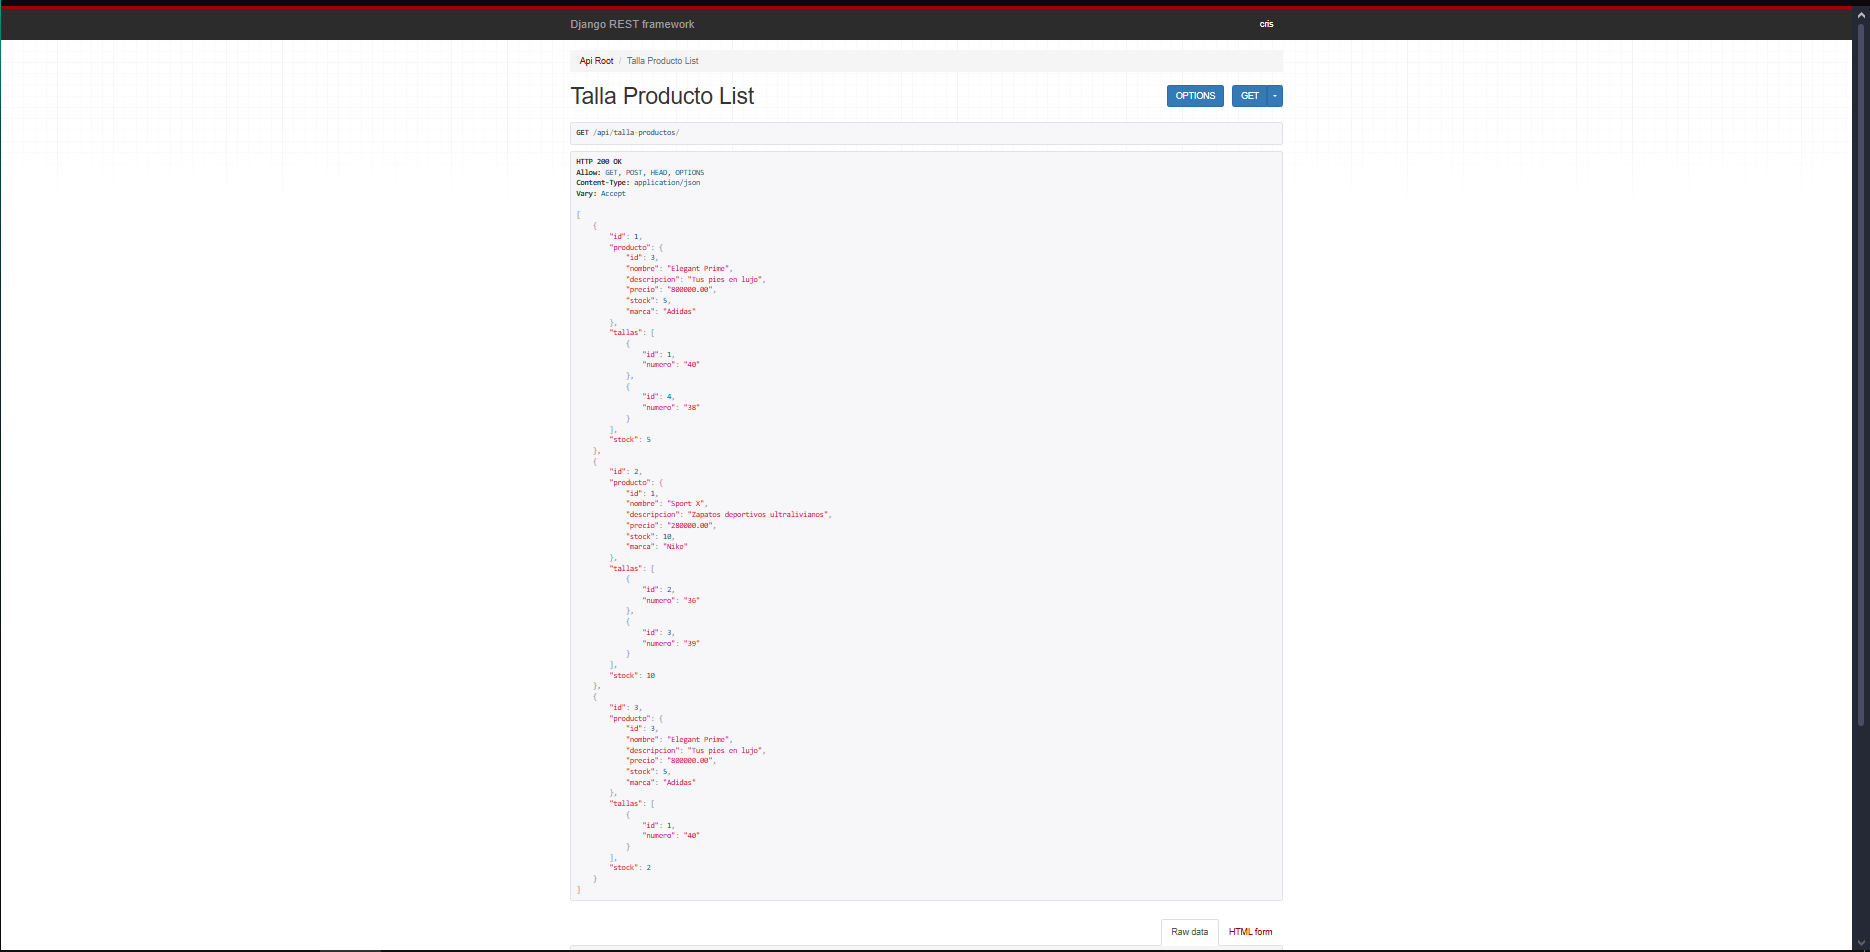 Django REST framework
cris
Api Root / Talla Producto List
Talla Producto List
OPTIONS
GET
GET /api/talla-productos/
HTTP 200 OK
Allow: GET, POST, HEAD, OPTIONS
Content-Type: application/json
Vary: Accept
[
    {
        "id": 1,
        "producto": {
            "id": 3,
            "nombre": "Elegant Prime",
            "descripcion": "Tus pies en lujo",
            "precio": "800000.00",
            "stock": 5,
            "marca": "Adidas"
        },
        "tallas": [
            {
                "id": 1,
                "numero": "40"
            },
            {
                "id": 4,
                "numero": "38"
            }
        ],
        "stock": 5
    },
    {
        "id": 2,
        "producto": {
            "id": 1,
            "nombre": "Sport X",
            "descripcion": "Zapatos deportivos ultralivianos",
            "precio": "280000.00",
            "stock": 10,
            "marca": "Nike"
        },
        "tallas": [
            {
                "id": 2,
                "numero": "36"
            },
            {
                "id": 3,
                "numero": "39"
            }
        ],
        "stock": 10
    },
    {
        "id": 3,
        "producto": {
            "id": 3,
            "nombre": "Elegant Prime",
            "descripcion": "Tus pies en lujo",
            "precio": "800000.00",
            "stock": 5,
            "marca": "Adidas"
        },
        "tallas": [
            {
                "id": 1,
                "numero": "40"
            }
        ],
        "stock": 2
    }
]
Raw data
HTML form